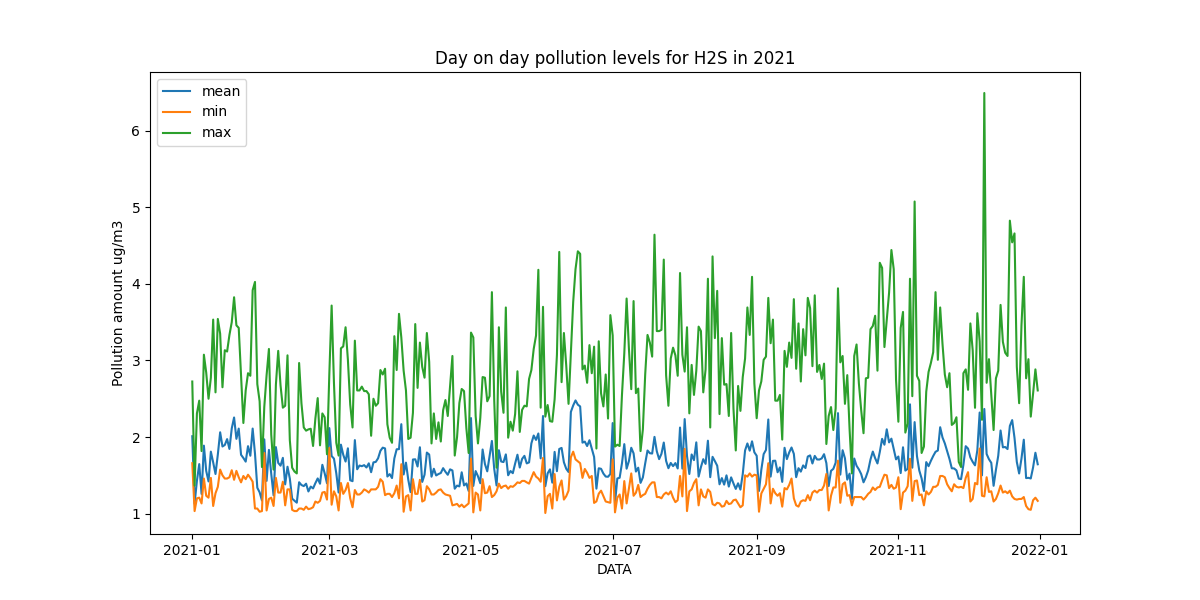 Day on day pollution levels for H2S in 2021
mean
min
max
Pollution amount ug/m3
6
5
4
3
2
1
2021-01
2021-03
2021-05
2021-07
2021-09
2021-11
2022-01
DATA